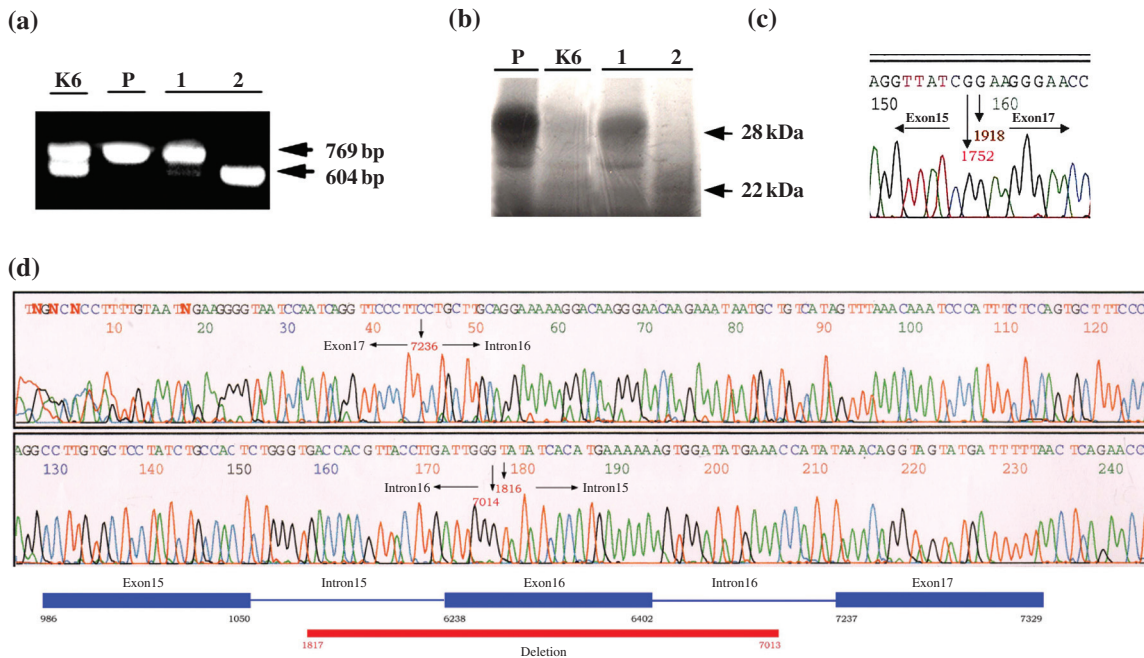 (a)
K6 P 1 2
769 bp
604 bp
(b)
P K6 1 2
28 kDa
22 kDa
(c)
AGGTTATCGGAAGGGAACC
150 160
Exon15 1918 Exon17
1752
(d)
TNGNCNCCTTTTGTAATNGAAGGGGTAATCCAATCAGGTTCCCTTCCTGCTTGCAGGAAAAAGGACAAGGGAACAAGAAATAATGCTGTCATAGTTTAAACAAATCCCATTTCTCCAGTGCTTTCCC
10 20 30 40 50 60 70 80 90 100 110 120
Exon17 7236 Intron16
AGGCCTTGTGCTCCTATCTGCCACTCTGGGTGACCACGTTACCTTGATTGGGTATATCACATGAAAAAAGTGGATATGAAACCATATAAACAGGTAGTATGATTTTTAACTCAGAACC
130 140 150 160 170 180 190 200 210 220 230 240
Intron16 1816 Intron15
7014
Exon15 Intron15 Exon16 Intron16 Exon17
986 1050 6238 6402 7237 7329
1817 7013
Deletion